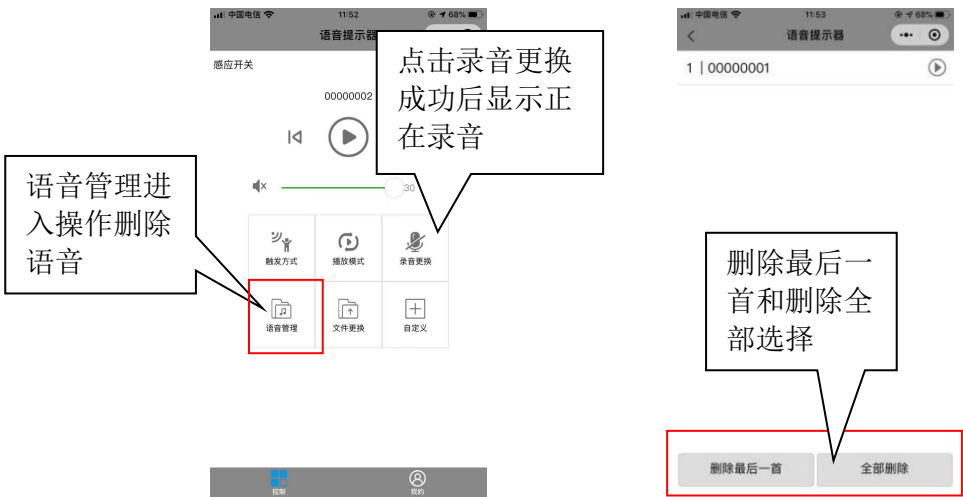 中国电信 11:52 68%
语音提示器
感应开关
00000002
30
触发方式 播放模式 录音更换
语音管理 文件更换 自定义
控制 我的
点击录音更换
成功后显示正
在录音
语音管理进
入操作删除
语音
中国电信 11:53 68%
语音提示器
1 | 00000001
删除最后一
首和删除全
部选择
删除最后一首 全部删除